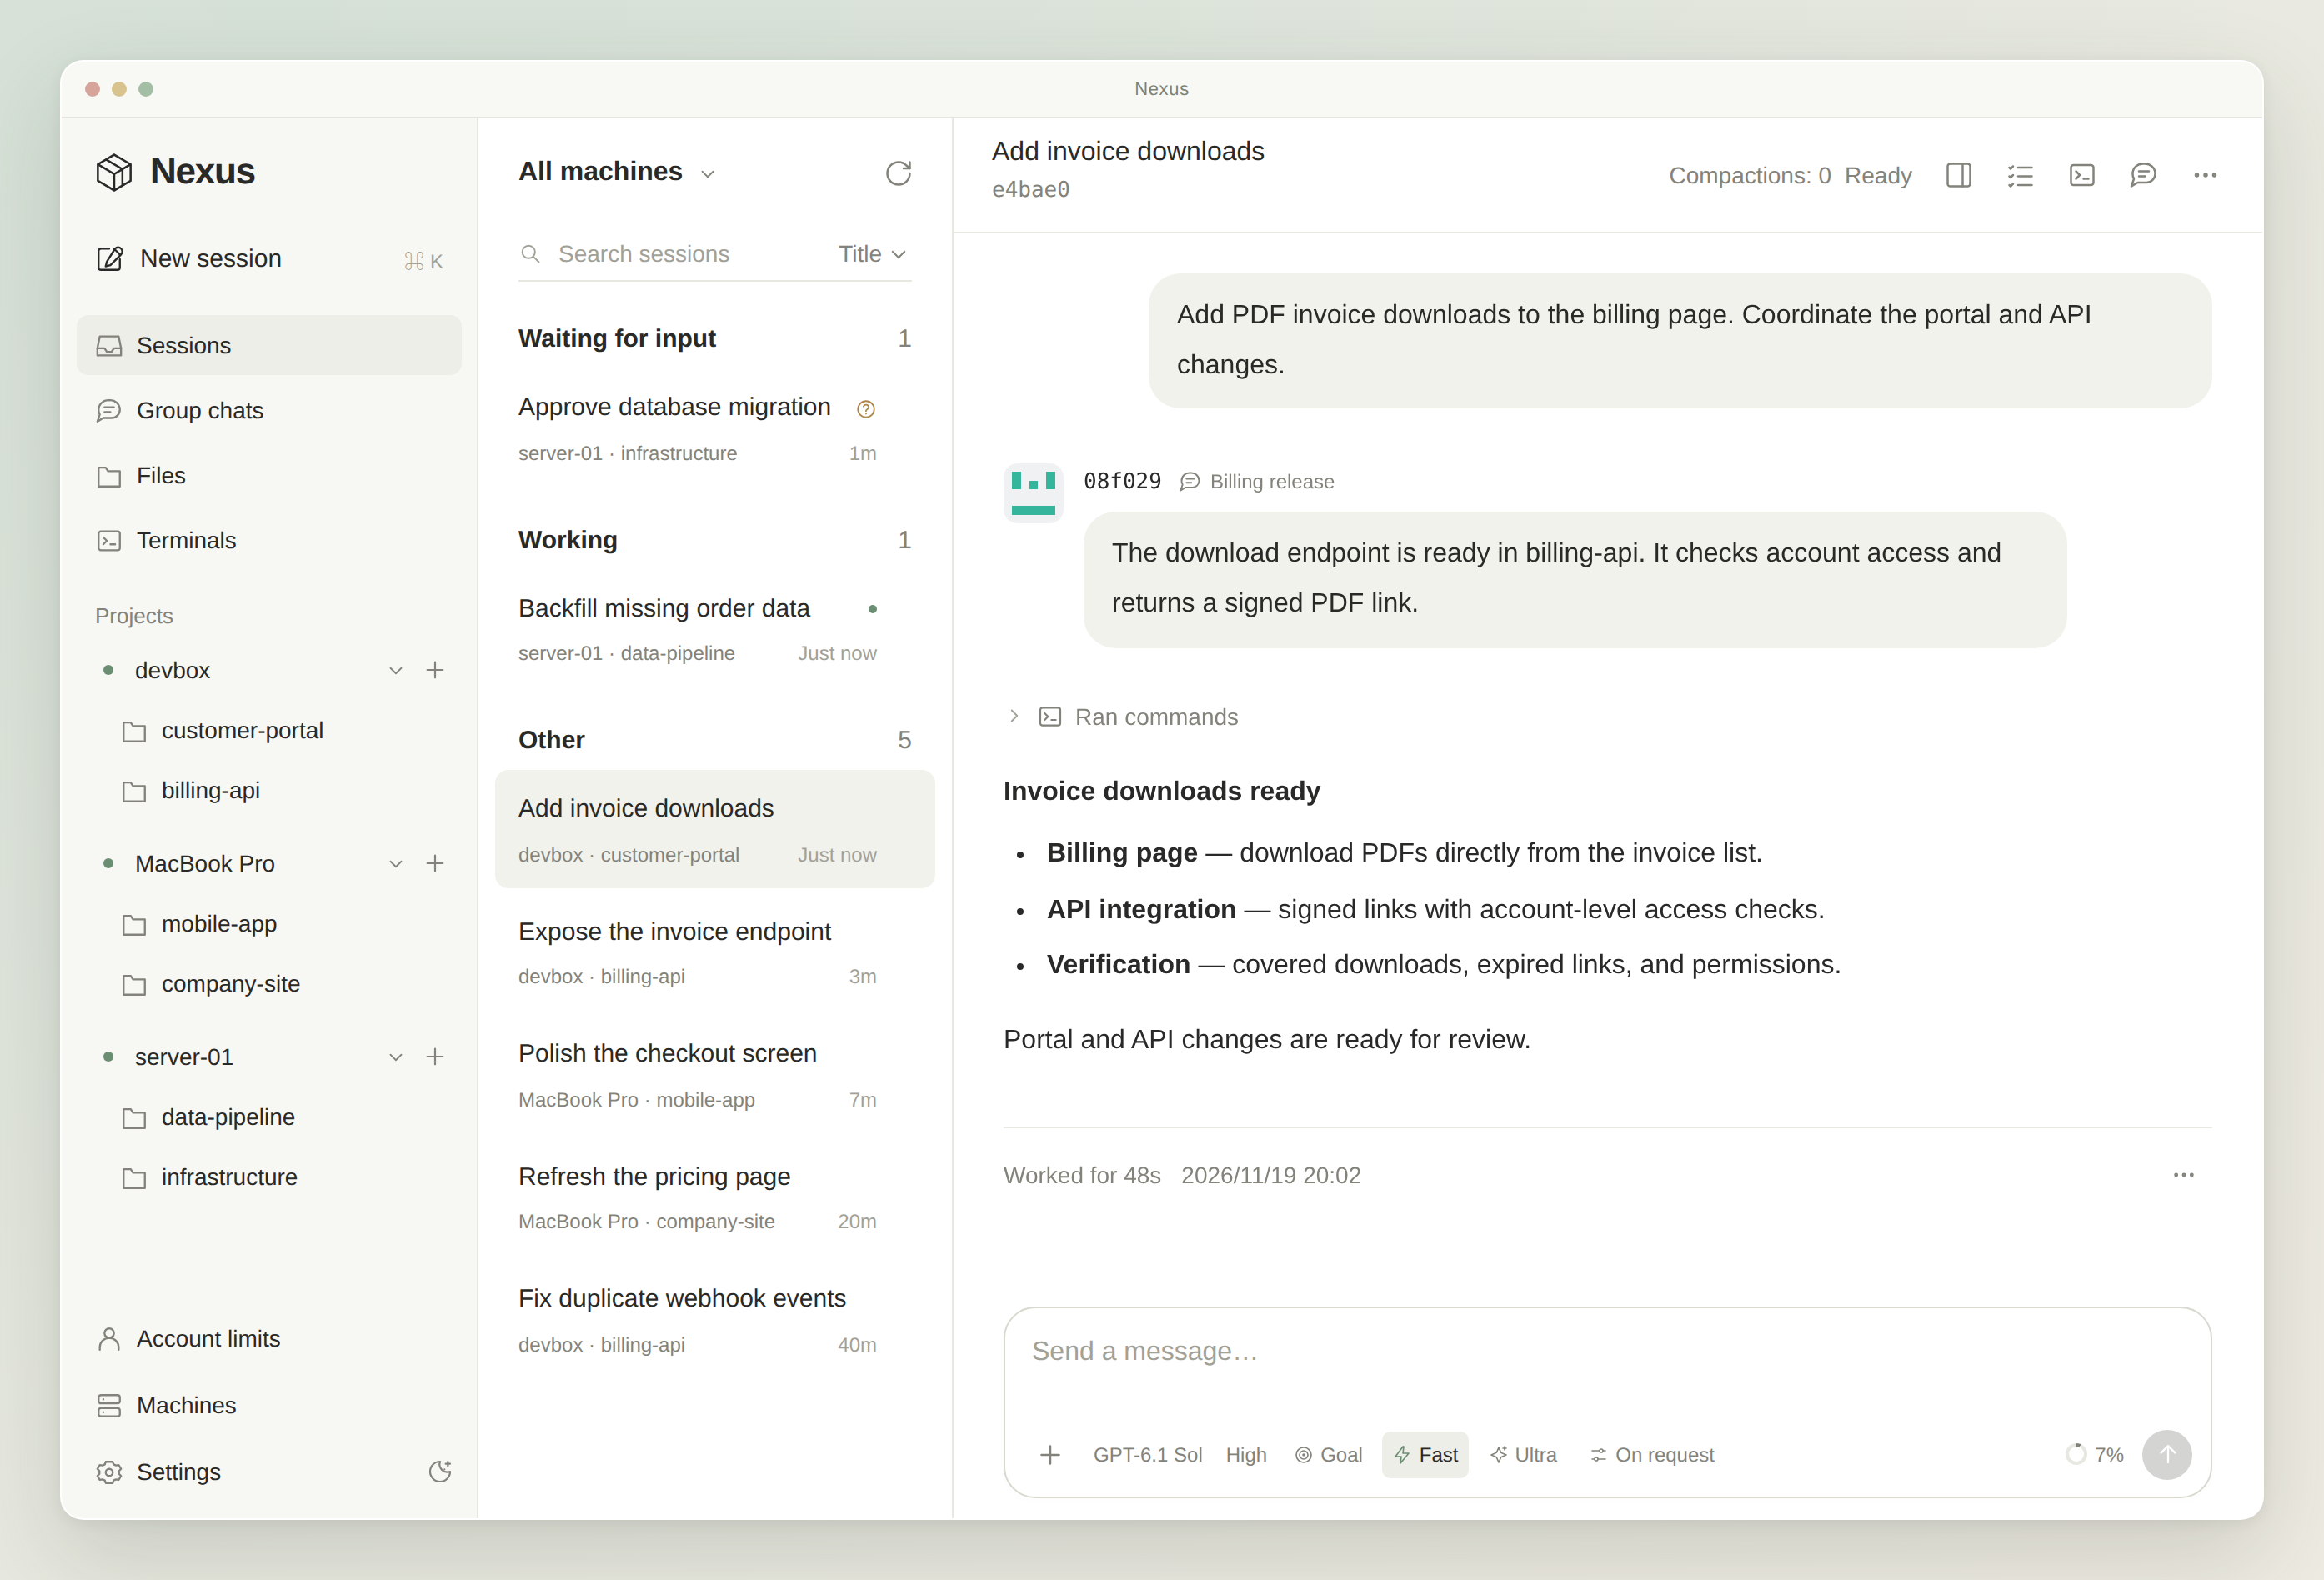 Nexus
Nexus
New session
⌘ K
Sessions
Group chats
Files
Terminals
Projects
devbox
customer-portal
billing-api
MacBook Pro
mobile-app
company-site
server-01
data-pipeline
infrastructure
Account limits
Machines
Settings
All machines
Search sessions
Title
Waiting for input 1
Approve database migration
server-01 · infrastructure 1m
Working 1
Backfill missing order data
server-01 · data-pipeline Just now
Other 5
Add invoice downloads
devbox · customer-portal Just now
Expose the invoice endpoint
devbox · billing-api 3m
Polish the checkout screen
MacBook Pro · mobile-app 7m
Refresh the pricing page
MacBook Pro · company-site 20m
Fix duplicate webhook events
devbox · billing-api 40m
Add invoice downloads
e4bae0
Compactions: 0 Ready
Add PDF invoice downloads to the billing page. Coordinate the portal and API
changes.
08f029 Billing release
The download endpoint is ready in billing-api. It checks account access and
returns a signed PDF link.
Ran commands
Invoice downloads ready
• Billing page — download PDFs directly from the invoice list.
• API integration — signed links with account-level access checks.
• Verification — covered downloads, expired links, and permissions.
Portal and API changes are ready for review.
Worked for 48s 2026/11/19 20:02
Send a message…
GPT-6.1 Sol High Goal Fast Ultra On request 7%